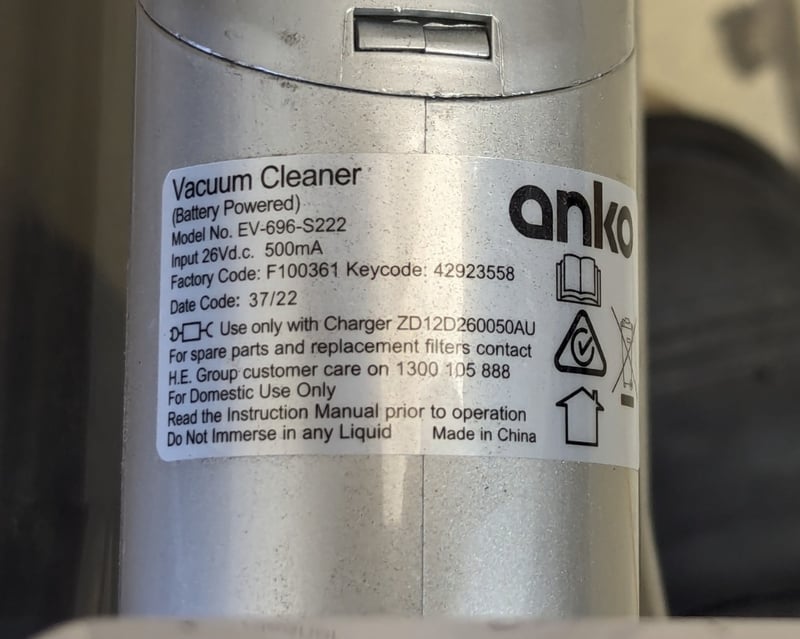 Vacuum Cleaner
(Battery Powered)
Model No. EV-696-S222
Input 26Vd.c. 500mA
Factory Code: F100361 Keycode: 42923558
Date Code: 37/22
Use only with Charger ZD12D260050AU
For spare parts and replacement filters contact
H.E. Group customer care on 1300 105 888
For Domestic Use Only
Read the Instruction Manual prior to operation
Do Not Immerse in any Liquid Made in China
anko